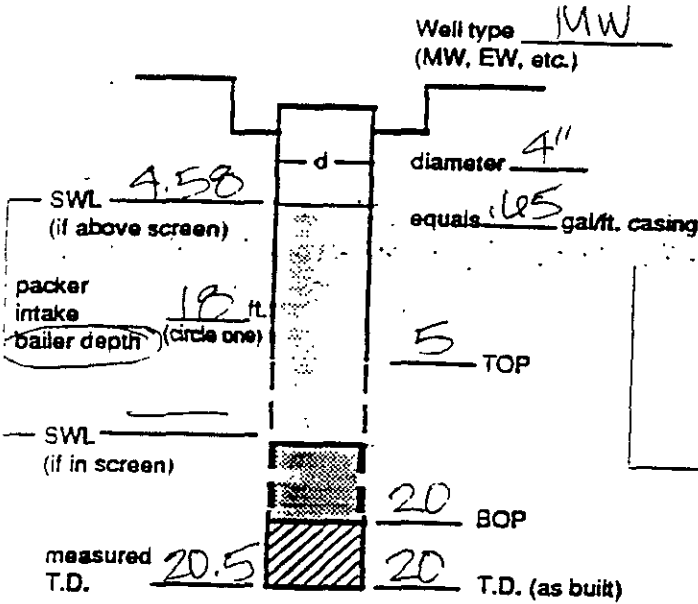 Well type MW
(MW, EW, etc.)
d
diameter 4"
SWL 4.58
(if above screen)
equals .65 gal/ft. casing
packer
intake 18 ft.
bailer depth (circle one)
5 TOP
SWL —
(if in screen)
20 BOP
measured
T.D. 20.5
20 T.D. (as built)